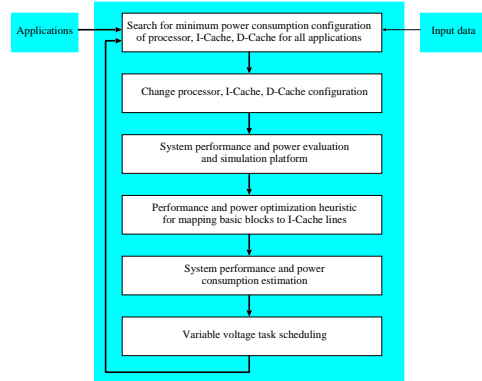 Applications
Search for minimum power consumption configuration
of processor, I-Cache, D-Cache for all applications
Input data
Change processor, I-Cache, D-Cache configuration
System performance and power evaluation
and simulation platform
Performance and power optimization heuristic
for mapping basic blocks to I-Cache lines
System performance and power
consumption estimation
Variable voltage task scheduling